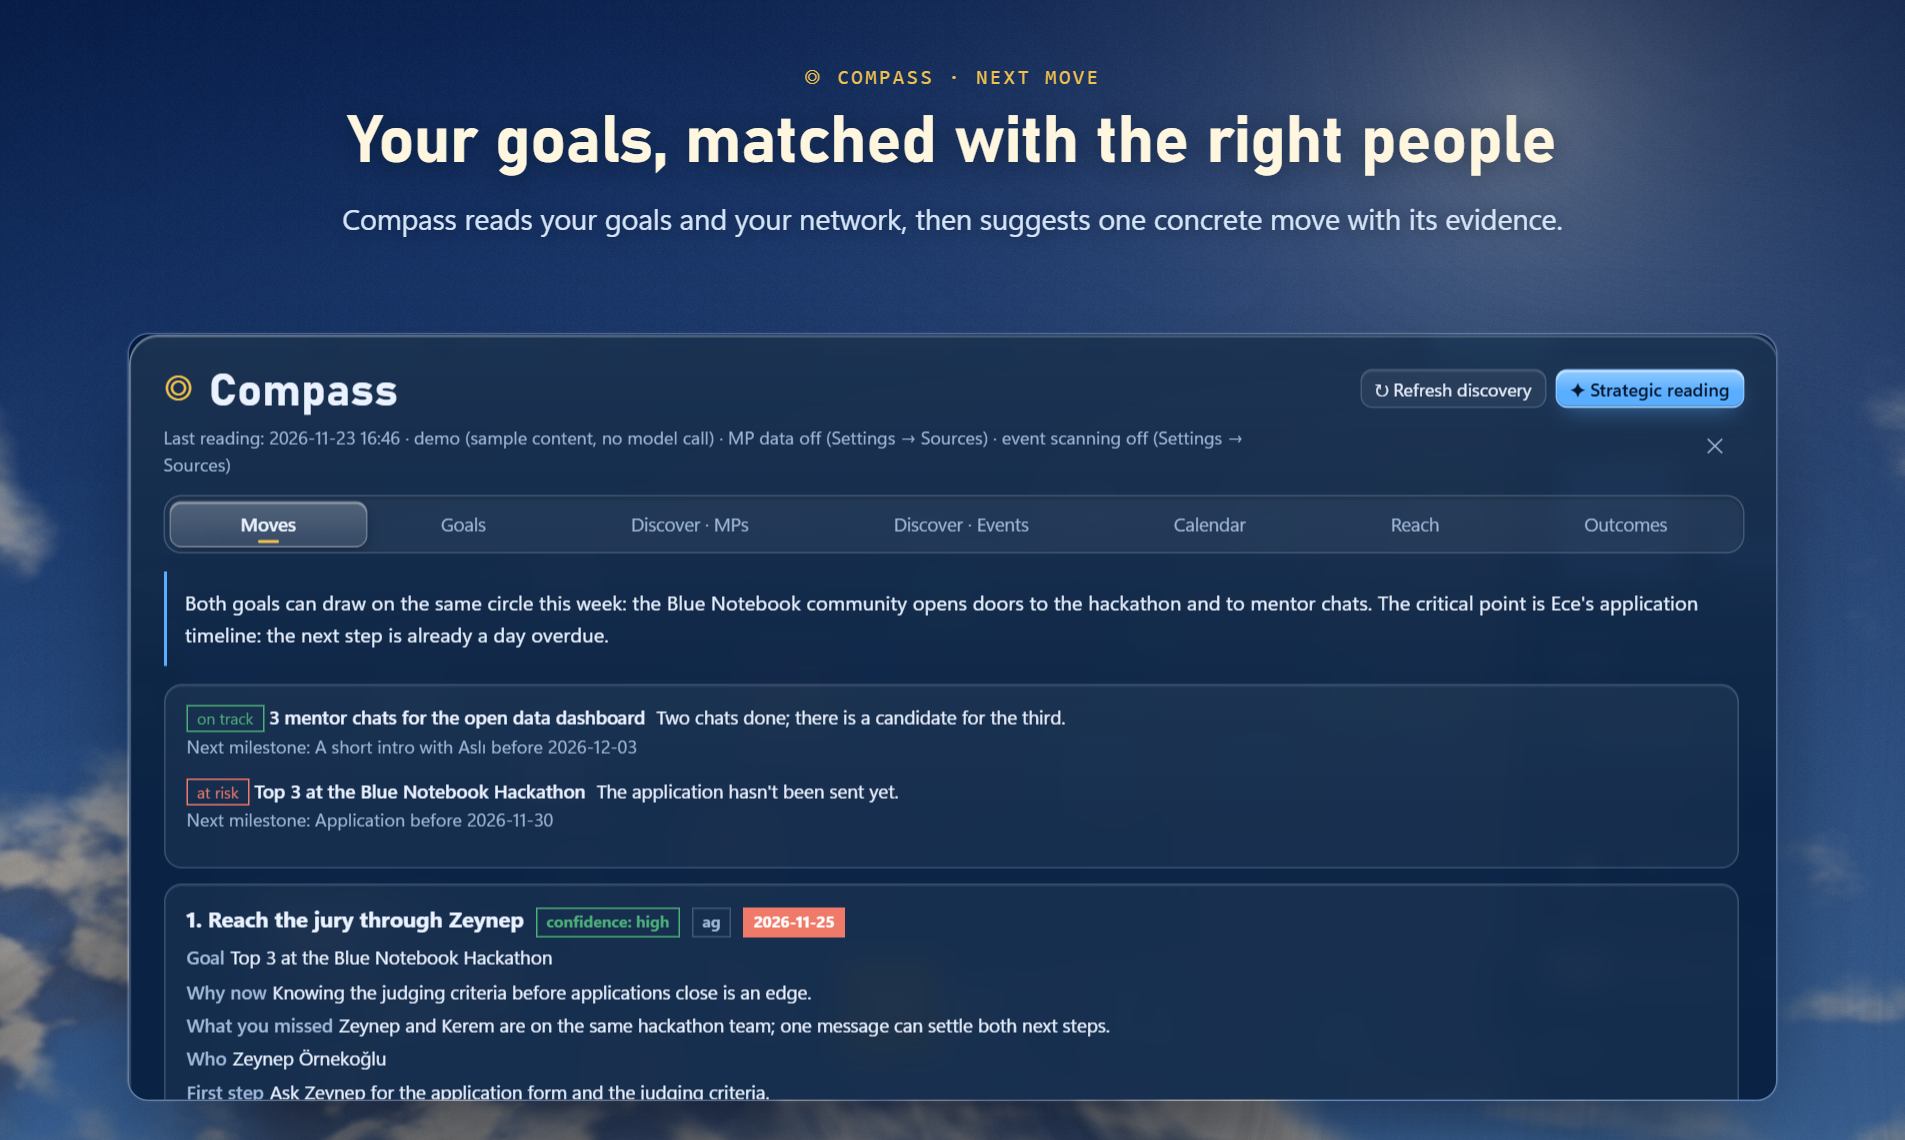 COMPASS · NEXT MOVE
Your goals, matched with the right people
Compass reads your goals and your network, then suggests one concrete move with its evidence.
Compass
↻ Refresh discovery
✦ Strategic reading
Last reading: 2026-11-23 16:46 · demo (sample content, no model call) · MP data off (Settings → Sources) · event scanning off (Settings →
Sources)
Moves
Goals
Discover · MPs
Discover · Events
Calendar
Reach
Outcomes
Both goals can draw on the same circle this week: the Blue Notebook community opens doors to the hackathon and to mentor chats. The critical point is Ece's application
timeline: the next step is already a day overdue.
on track 3 mentor chats for the open data dashboard Two chats done; there is a candidate for the third.
Next milestone: A short intro with Aslı before 2026-12-03
at risk Top 3 at the Blue Notebook Hackathon The application hasn't been sent yet.
Next milestone: Application before 2026-11-30
1. Reach the jury through Zeynep confidence: high ag 2026-11-25
Goal Top 3 at the Blue Notebook Hackathon
Why now Knowing the judging criteria before applications close is an edge.
What you missed Zeynep and Kerem are on the same hackathon team; one message can settle both next steps.
Who Zeynep Örnekoğlu
First step Ask Zeynep for the application form and the judging criteria.